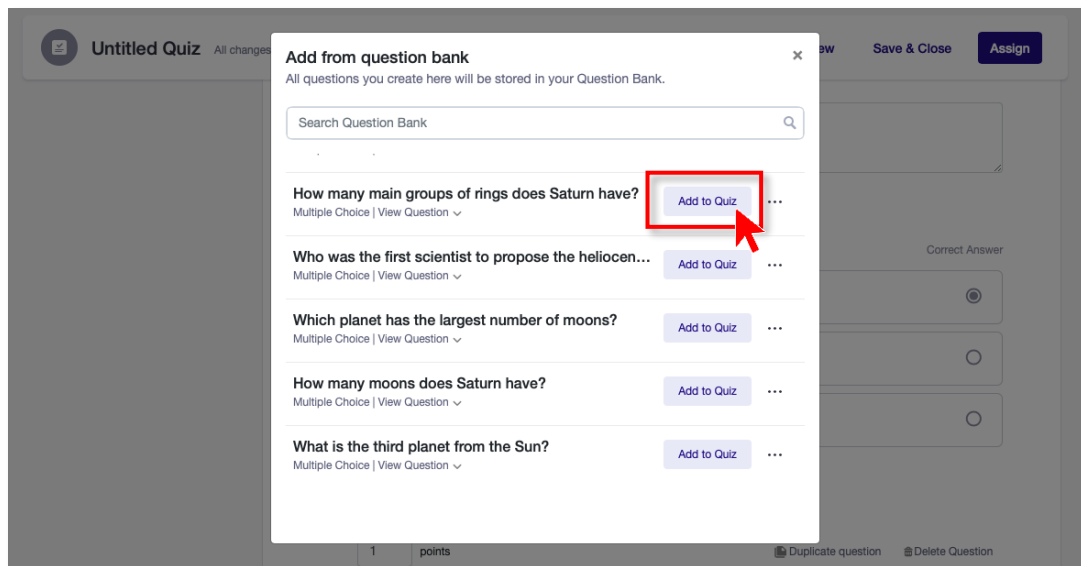 Untitled Quiz All changes ew Save & Close Assign
Add from question bank
All questions you create here will be stored in your Question Bank.
Search Question Bank
How many main groups of rings does Saturn have?
Multiple Choice | View Question
Add to Quiz
Who was the first scientist to propose the heliocen...
Multiple Choice | View Question
Add to Quiz
Which planet has the largest number of moons?
Multiple Choice | View Question
Add to Quiz
How many moons does Saturn have?
Multiple Choice | View Question
Add to Quiz
What is the third planet from the Sun?
Multiple Choice | View Question
Add to Quiz
Correct Answer
1 points Duplicate question Delete Question